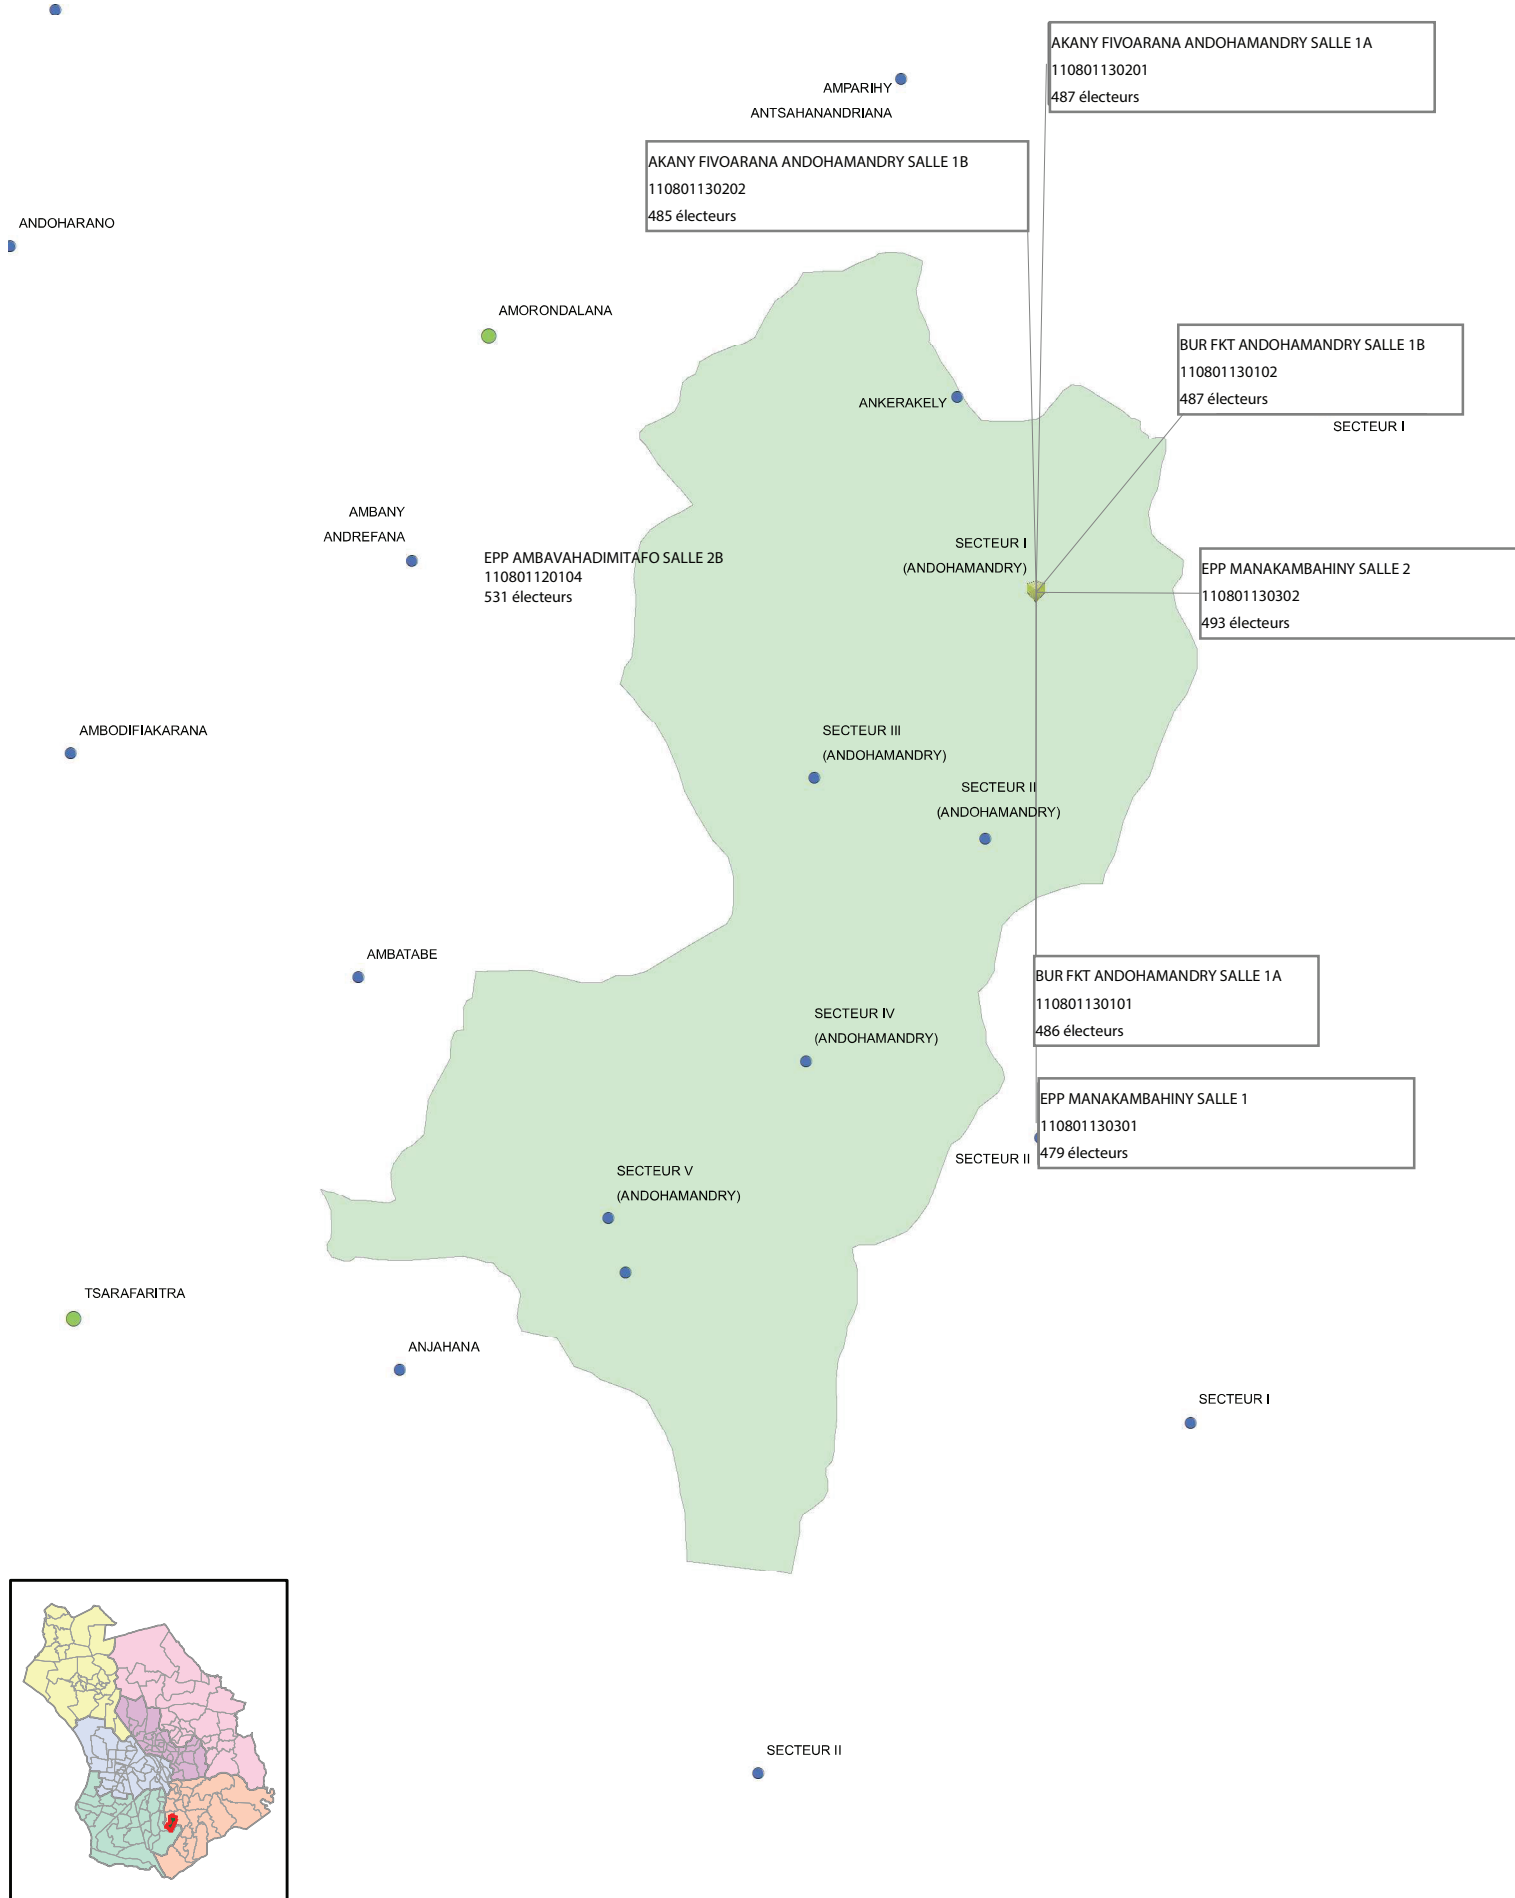 AKANY FIVOARANA ANDOHAMANDRY SALLE 1A
110801130201
487 électeurs
AMPARIHY
ANTSAHANANDRIANA
AKANY FIVOARANA ANDOHAMANDRY SALLE 1B
110801130202
485 électeurs
ANDOHARANO
AMORONDALANA
BUR FKT ANDOHAMANDRY SALLE 1B
110801130102
487 électeurs
ANKERAKELY
SECTEUR I
AMBANY
ANDREFANA
EPP AMBAVAHADIMITAFO SALLE 2B
110801120104
531 électeurs
SECTEUR I
(ANDOHAMANDRY)
EPP MANAKAMBAHINY SALLE 2
110801130302
493 électeurs
AMBODIFIAKARANA
SECTEUR III
(ANDOHAMANDRY)
SECTEUR II
(ANDOHAMANDRY)
AMBATABE
BUR FKT ANDOHAMANDRY SALLE 1A
110801130101
486 électeurs
SECTEUR IV
(ANDOHAMANDRY)
EPP MANAKAMBAHINY SALLE 1
110801130301
479 électeurs
SECTEUR II
SECTEUR V
(ANDOHAMANDRY)
TSARAFARITRA
ANJAHANA
SECTEUR I
SECTEUR II